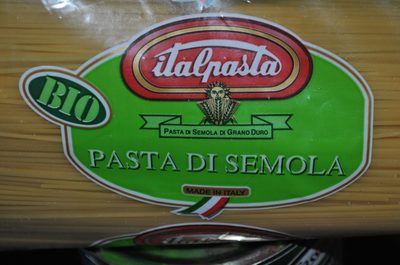 italpasta
BIO
PASTA DI SEMOLA DI GRANO DURO
PASTA DI SEMOLA
MADE IN ITALY